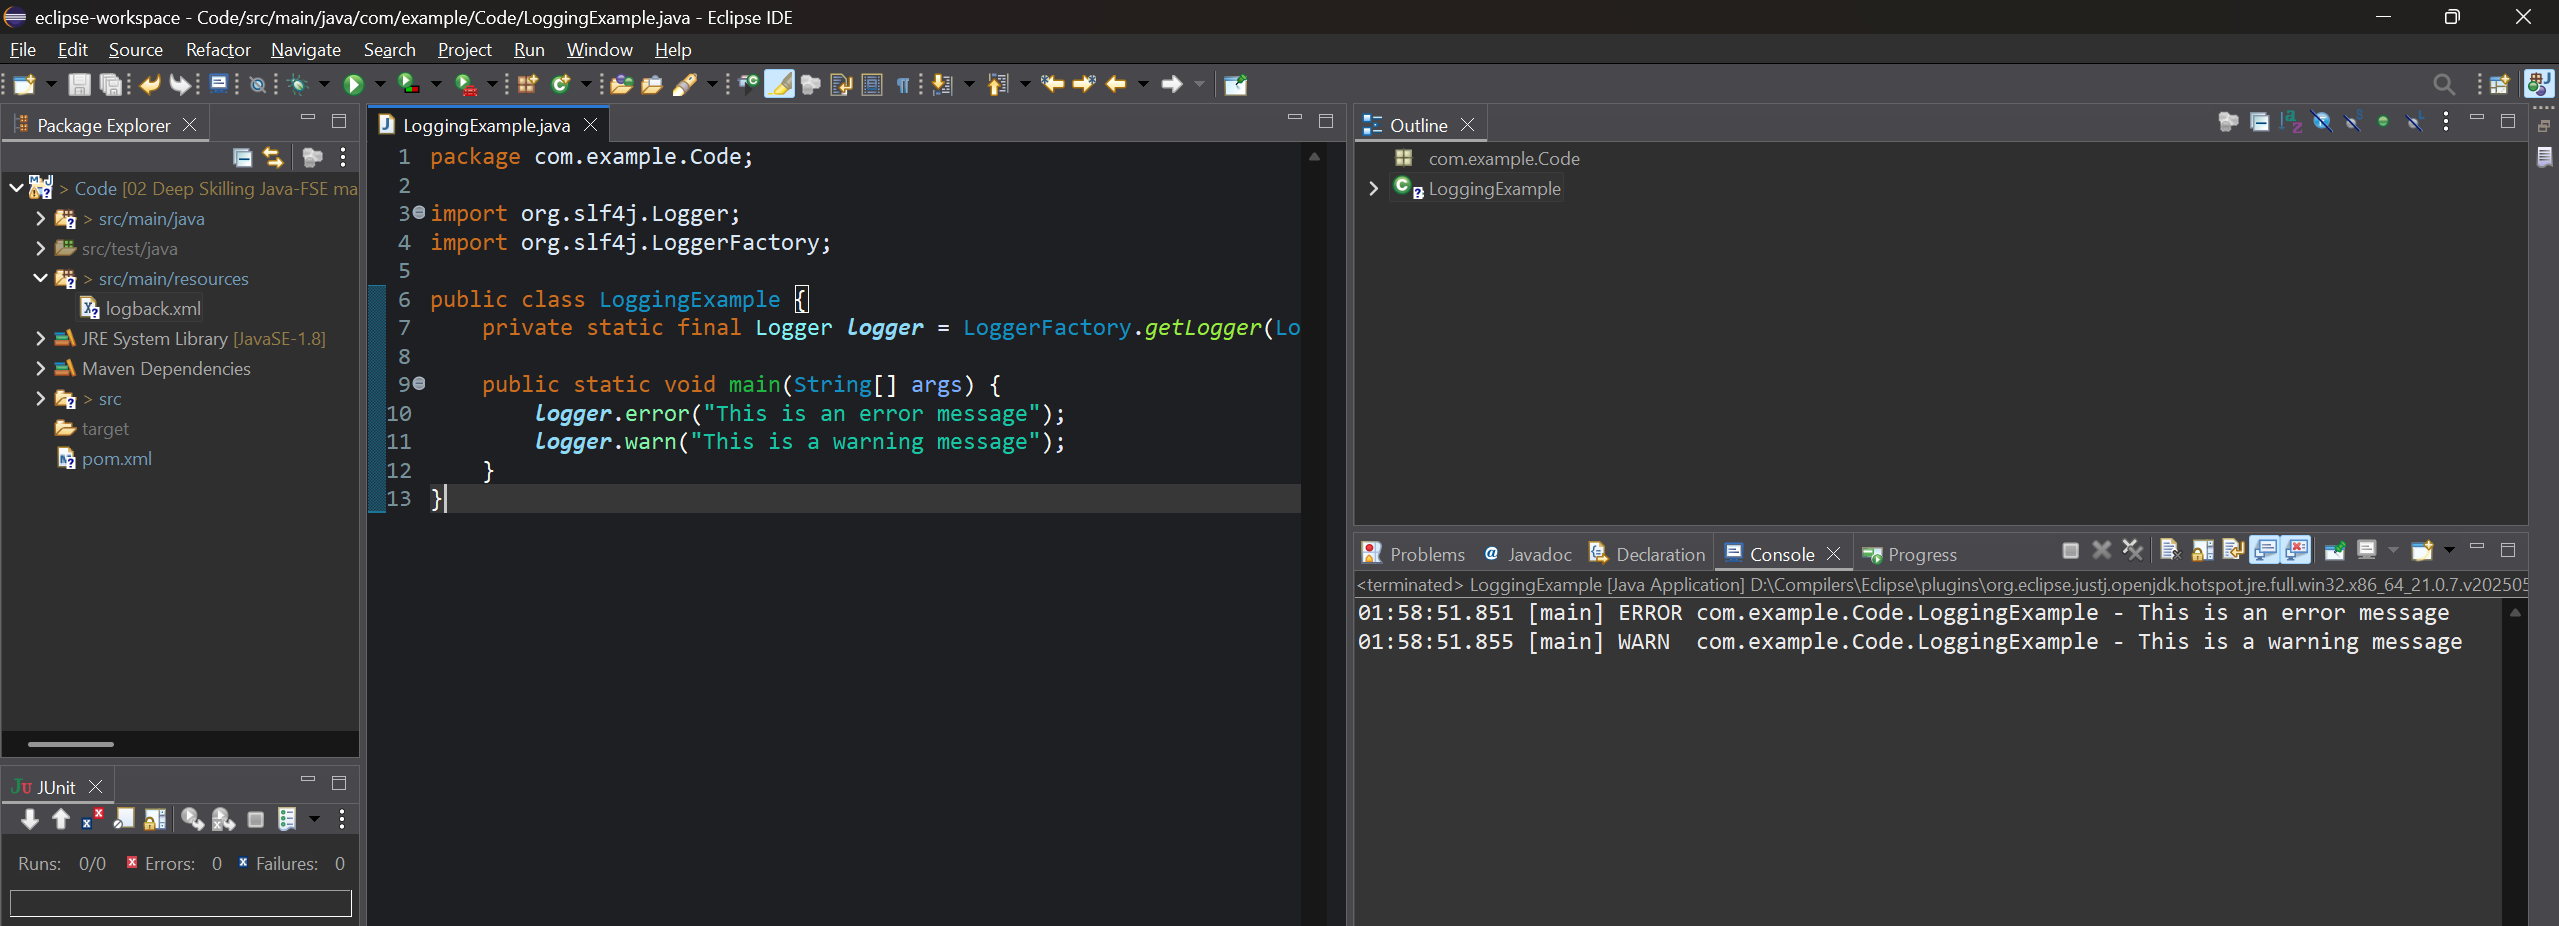 eclipse-workspace - Code/src/main/java/com/example/Code/LoggingExample.java - Eclipse IDE
File Edit Source Refactor Navigate Search Project Run Window Help
Package Explorer
> Code [02 Deep Skilling Java-FSE ma
> src/main/java
src/test/java
> src/main/resources
logback.xml
JRE System Library [JavaSE-1.8]
Maven Dependencies
> src
target
pom.xml
JUnit
Runs: 0/0 Errors: 0 Failures: 0
LoggingExample.java
1 package com.example.Code;
2
3 import org.slf4j.Logger;
4 import org.slf4j.LoggerFactory;
5
6 public class LoggingExample {
7 private static final Logger logger = LoggerFactory.getLogger(Lo
8
9 public static void main(String[] args) {
10 logger.error("This is an error message");
11 logger.warn("This is a warning message");
12 }
13 }
Outline
com.example.Code
LoggingExample
Problems Javadoc Declaration Console Progress
<terminated> LoggingExample [Java Application] D:\Compilers\Eclipse\plugins\org.eclipse.justj.openjdk.hotspot.jre.full.win32.x86_64_21.0.7.v202505
01:58:51.851 [main] ERROR com.example.Code.LoggingExample - This is an error message
01:58:51.855 [main] WARN  com.example.Code.LoggingExample - This is a warning message